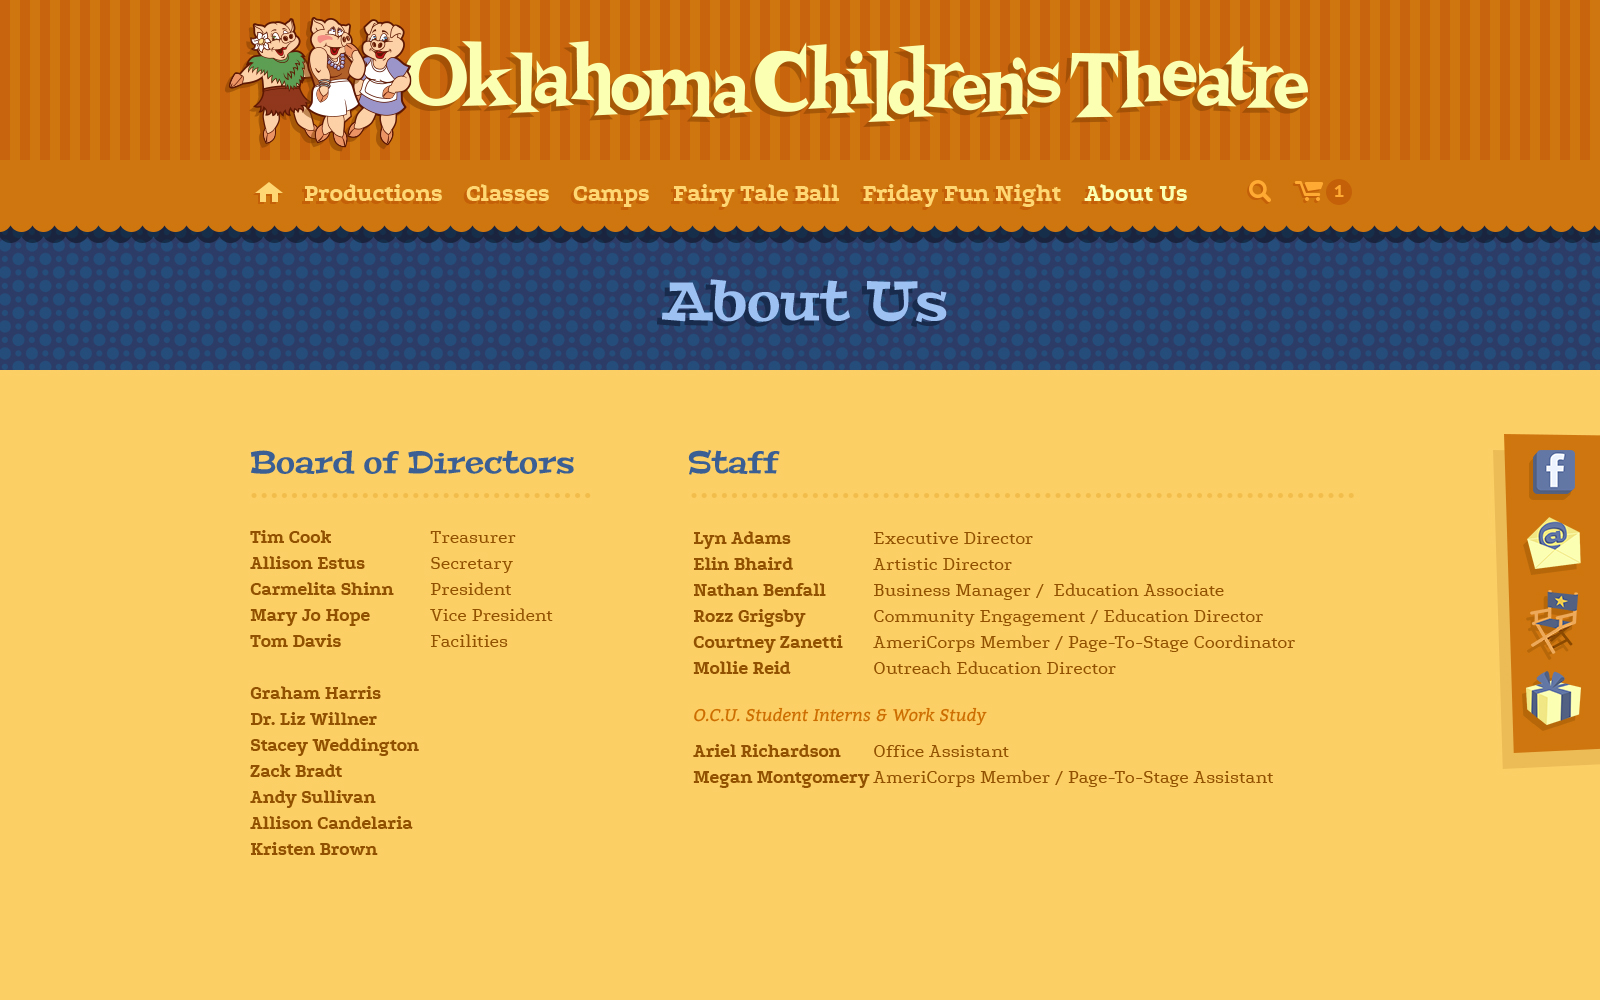 Oklahoma Children's Theatre
Productions Classes Camps Fairy Tale Ball Friday Fun Night About Us 1
About Us
Board of Directors
Tim Cook Treasurer
Allison Estus Secretary
Carmelita Shinn President
Mary Jo Hope Vice President
Tom Davis Facilities
Graham Harris
Dr. Liz Willner
Stacey Weddington
Zack Bradt
Andy Sullivan
Allison Candelaria
Kristen Brown
Staff
Lyn Adams Executive Director
Elin Bhaird Artistic Director
Nathan Benfall Business Manager / Education Associate
Rozz Grigsby Community Engagement / Education Director
Courtney Zanetti AmeriCorps Member / Page-To-Stage Coordinator
Mollie Reid Outreach Education Director
O.C.U. Student Interns & Work Study
Ariel Richardson Office Assistant
Megan Montgomery AmeriCorps Member / Page-To-Stage Assistant
f
@